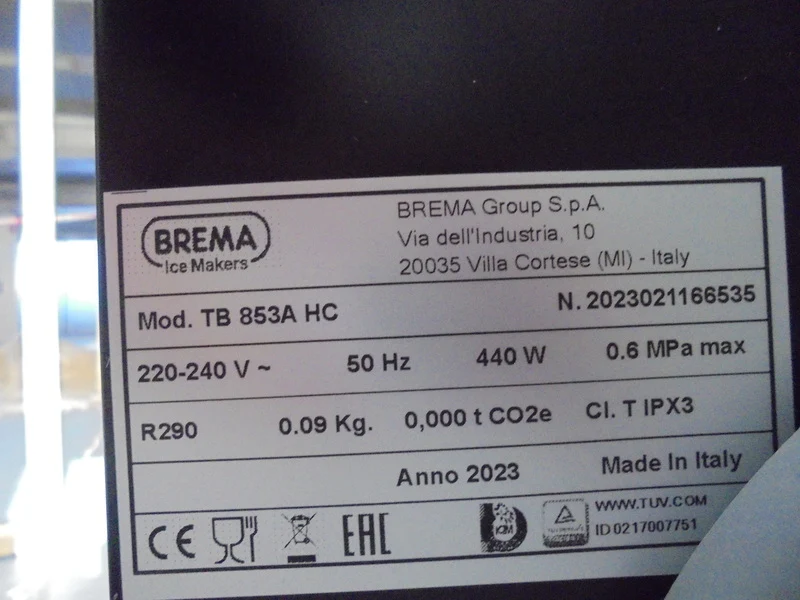 BREMA
Ice Makers
BREMA Group S.p.A.
Via dell'Industria, 10
20035 Villa Cortese (MI) - Italy
Mod. TB 853A HC N. 2023021166535
220-240 V ~ 50 Hz 440 W 0.6 MPa max
R290 0.09 Kg. 0,000 t CO2e Cl. T IPX3
Anno 2023 Made In Italy
CE EAC WWW.TUV.COM
ID 0217007751